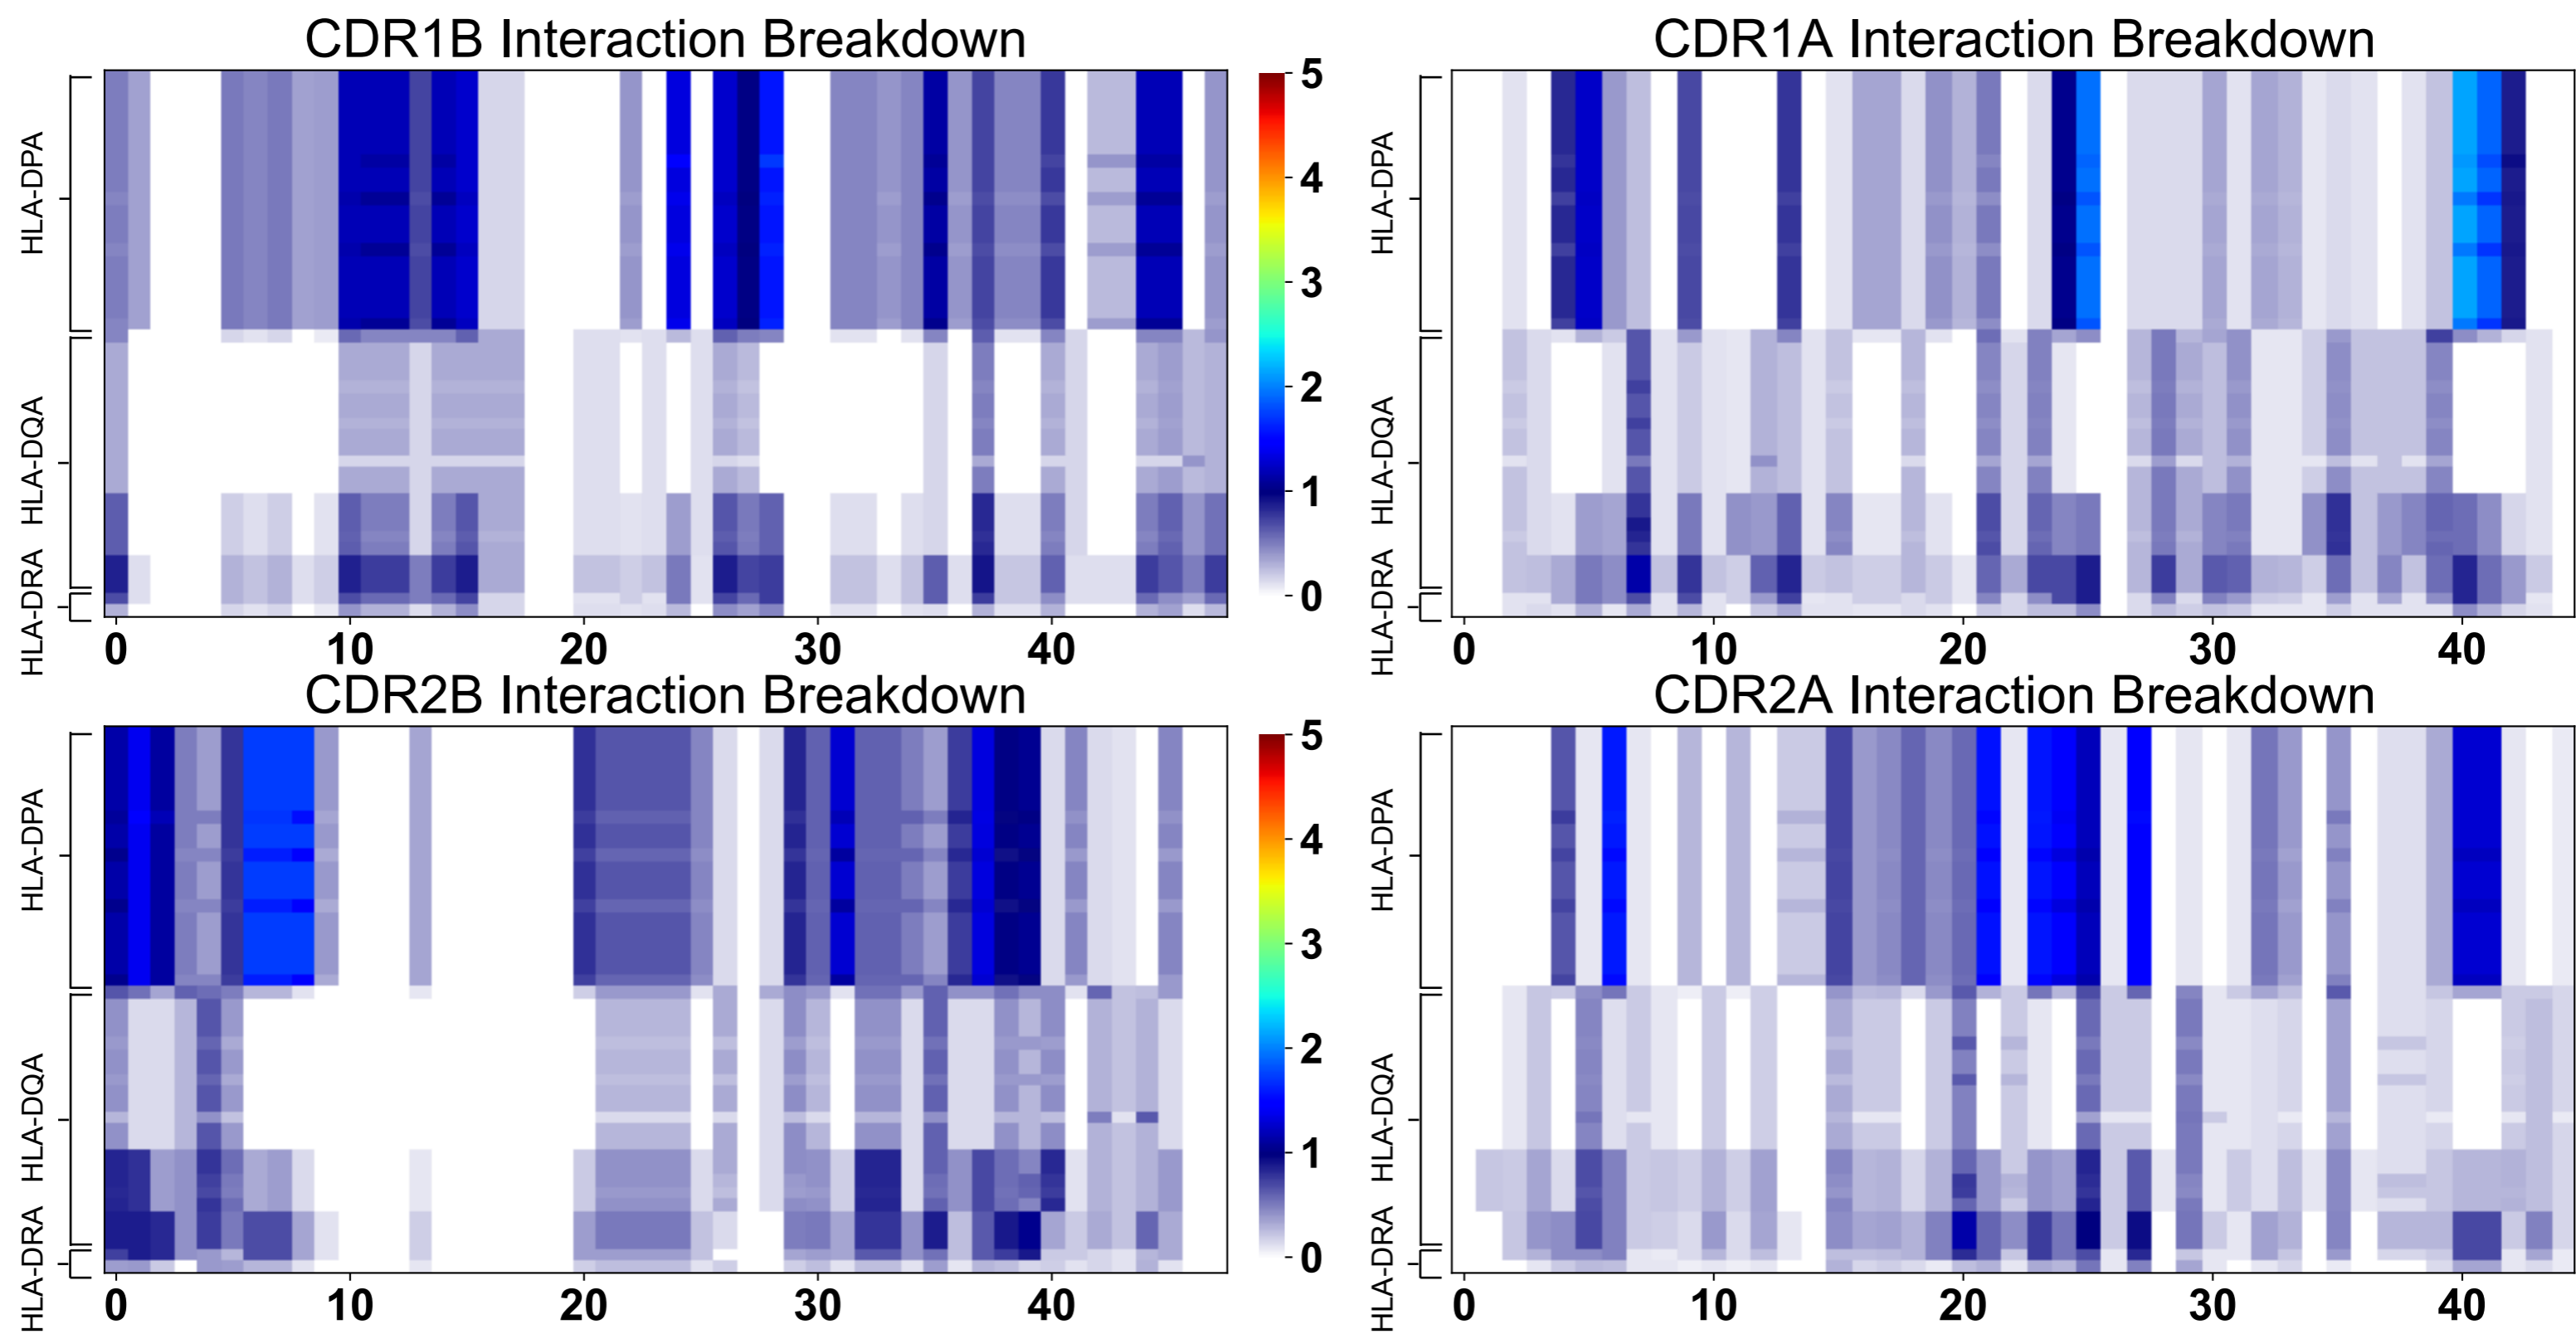 CDR1B Interaction Breakdown
HLA-DPA
HLA-DQA
HLA-DRA
0 10 20 30 40
5
4
3
2
1
0
CDR1A Interaction Breakdown
HLA-DPA
HLA-DQA
HLA-DRA
0 10 20 30 40
CDR2B Interaction Breakdown
HLA-DPA
HLA-DQA
HLA-DRA
0 10 20 30 40
5
4
3
2
1
0
CDR2A Interaction Breakdown
HLA-DPA
HLA-DQA
HLA-DRA
0 10 20 30 40